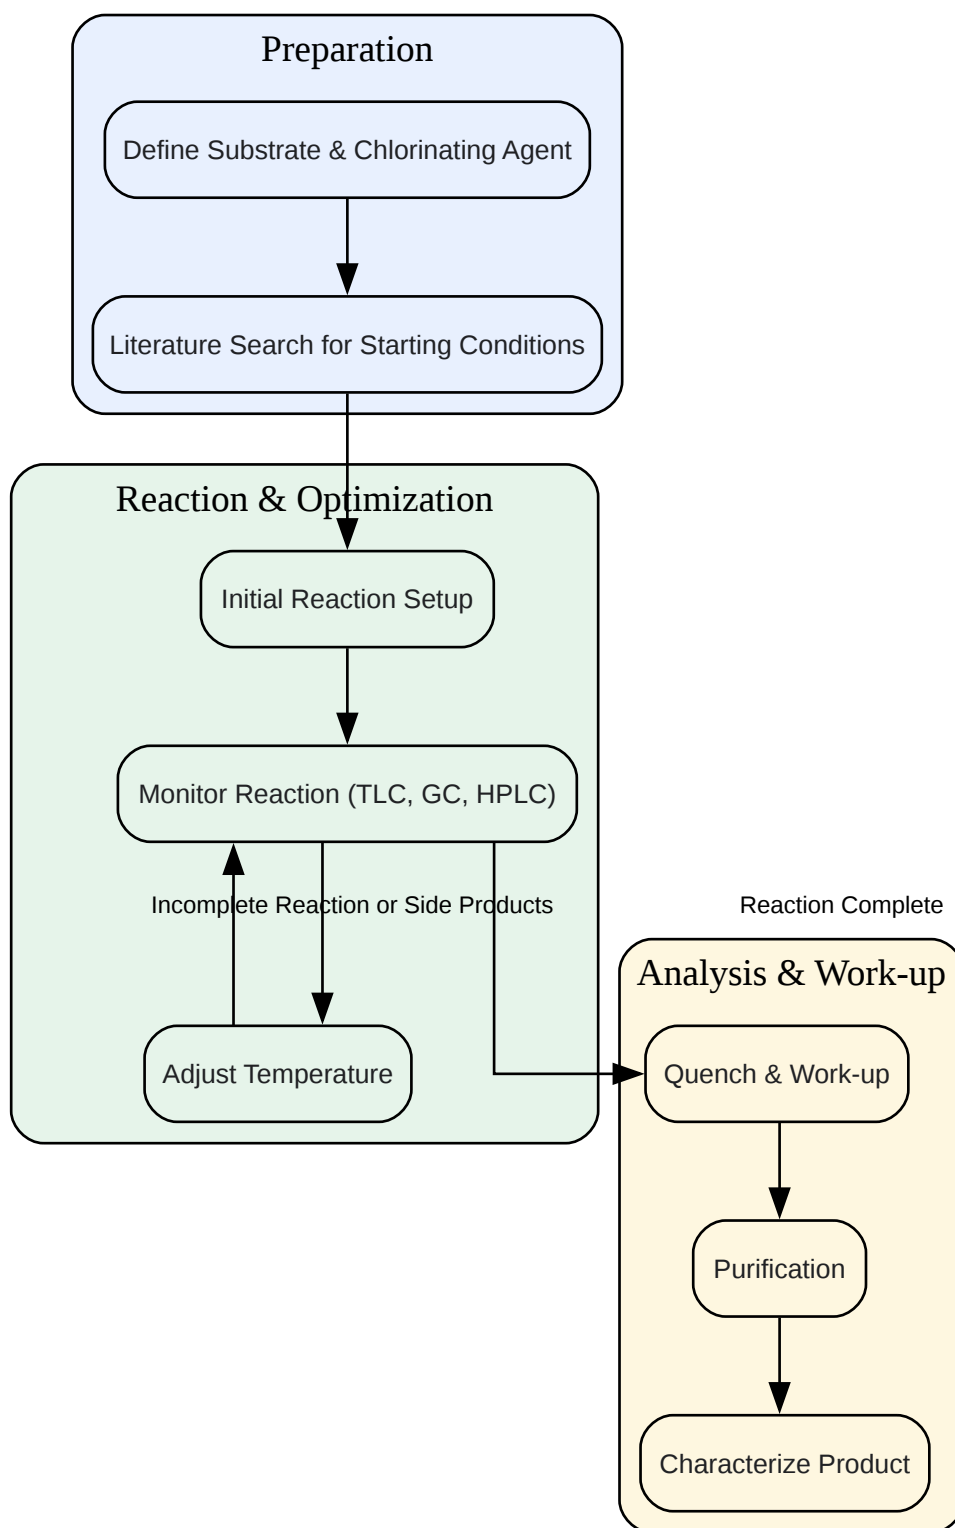 Preparation
Define Substrate & Chlorinating Agent
Literature Search for Starting Conditions
Reaction & Optimization
Initial Reaction Setup
Monitor Reaction (TLC, GC, HPLC)
Incomplete Reaction or Side Products
Reaction Complete
Adjust Temperature
Analysis & Work-up
Quench & Work-up
Purification
Characterize Product